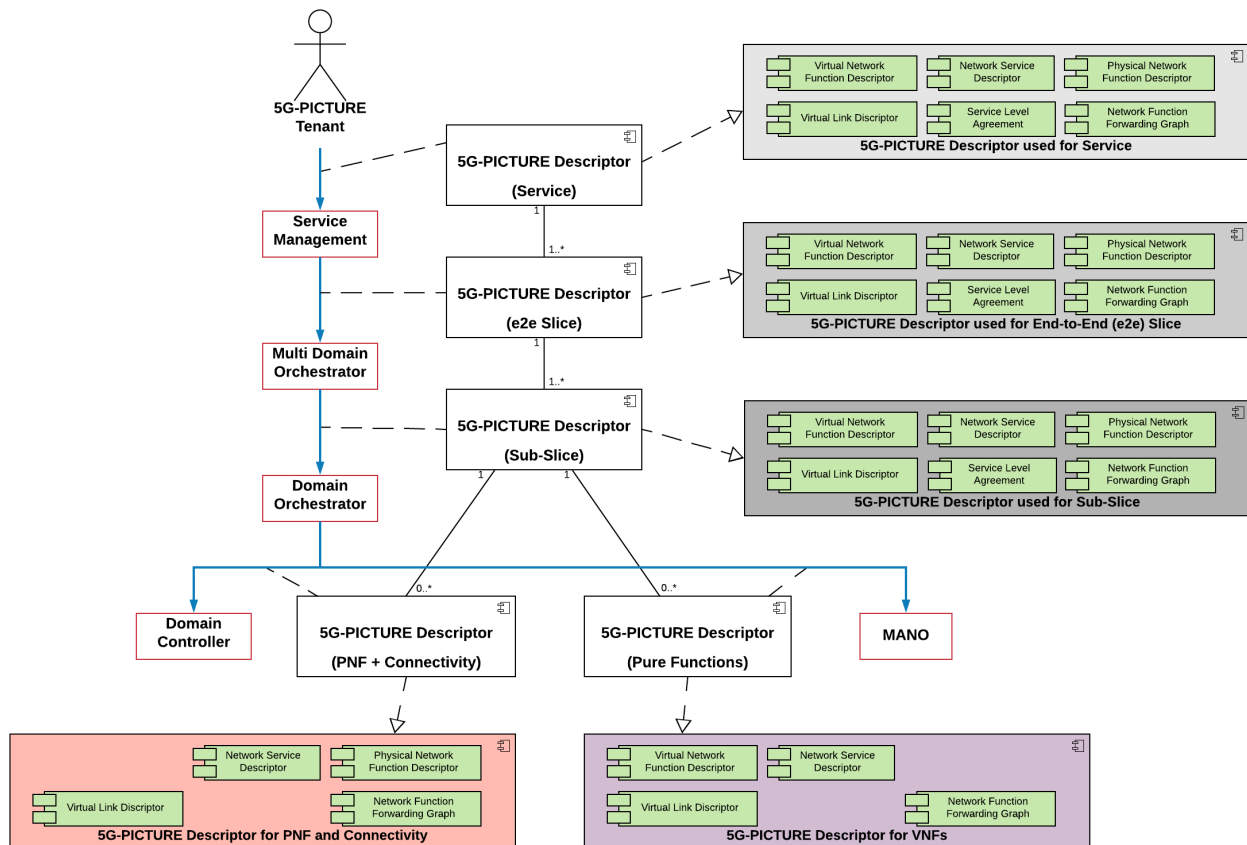 5G-PICTURE
Tenant
Service
Management
Multi Domain
Orchestrator
Domain
Orchestrator
Domain
Controller
MANO
5G-PICTURE Descriptor
(Service)
1
1..*
5G-PICTURE Descriptor
(e2e Slice)
1
1..*
5G-PICTURE Descriptor
(Sub-Slice)
1
1
0..*
0..*
5G-PICTURE Descriptor
(PNF + Connectivity)
5G-PICTURE Descriptor
(Pure Functions)
Virtual Network
Function Descriptor
Network Service
Descriptor
Physical Network
Function Descriptor
Virtual Link Discriptor
Service Level
Agreement
Network Function
Forwarding Graph
5G-PICTURE Descriptor used for Service
Virtual Network
Function Descriptor
Network Service
Descriptor
Physical Network
Function Descriptor
Virtual Link Discriptor
Service Level
Agreement
Network Function
Forwarding Graph
5G-PICTURE Descriptor used for End-to-End (e2e) Slice
Virtual Network
Function Descriptor
Network Service
Descriptor
Physical Network
Function Descriptor
Virtual Link Discriptor
Service Level
Agreement
Network Function
Forwarding Graph
5G-PICTURE Descriptor used for Sub-Slice
Network Service
Descriptor
Physical Network
Function Descriptor
Virtual Link Discriptor
Network Function
Forwarding Graph
5G-PICTURE Descriptor for PNF and Connectivity
Virtual Network
Function Descriptor
Network Service
Descriptor
Virtual Link Discriptor
Network Function
Forwarding Graph
5G-PICTURE Descriptor for VNFs